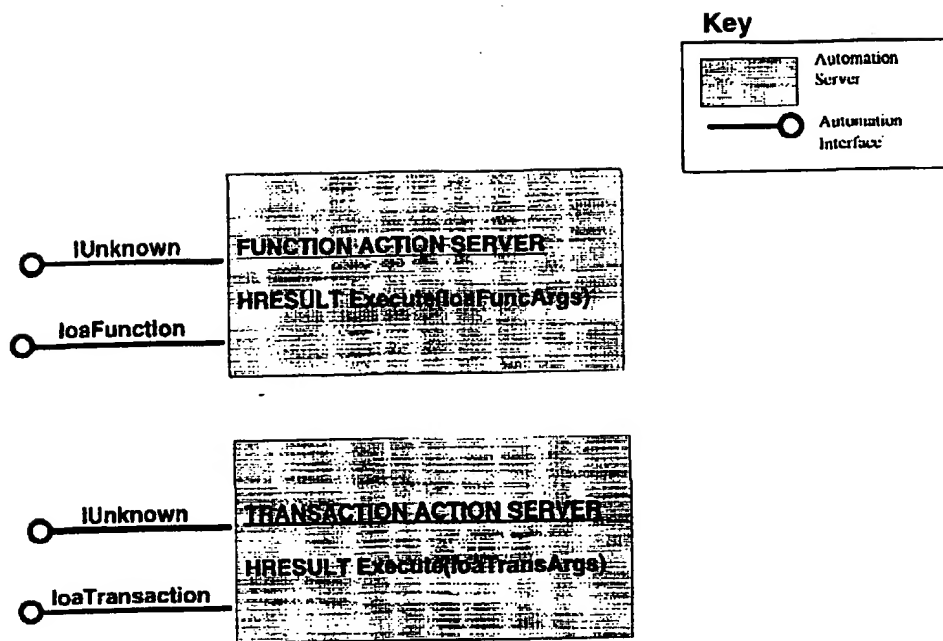 Key
Automation
Server
Automation
Interface
IUnknown
FUNCTION ACTION SERVER
HRESULT Execute(IoaFuncArgs)
IoaFunction
IUnknown
TRANSACTION ACTION SERVER
HRESULT Execute(IoaTransArgs)
IoaTransaction